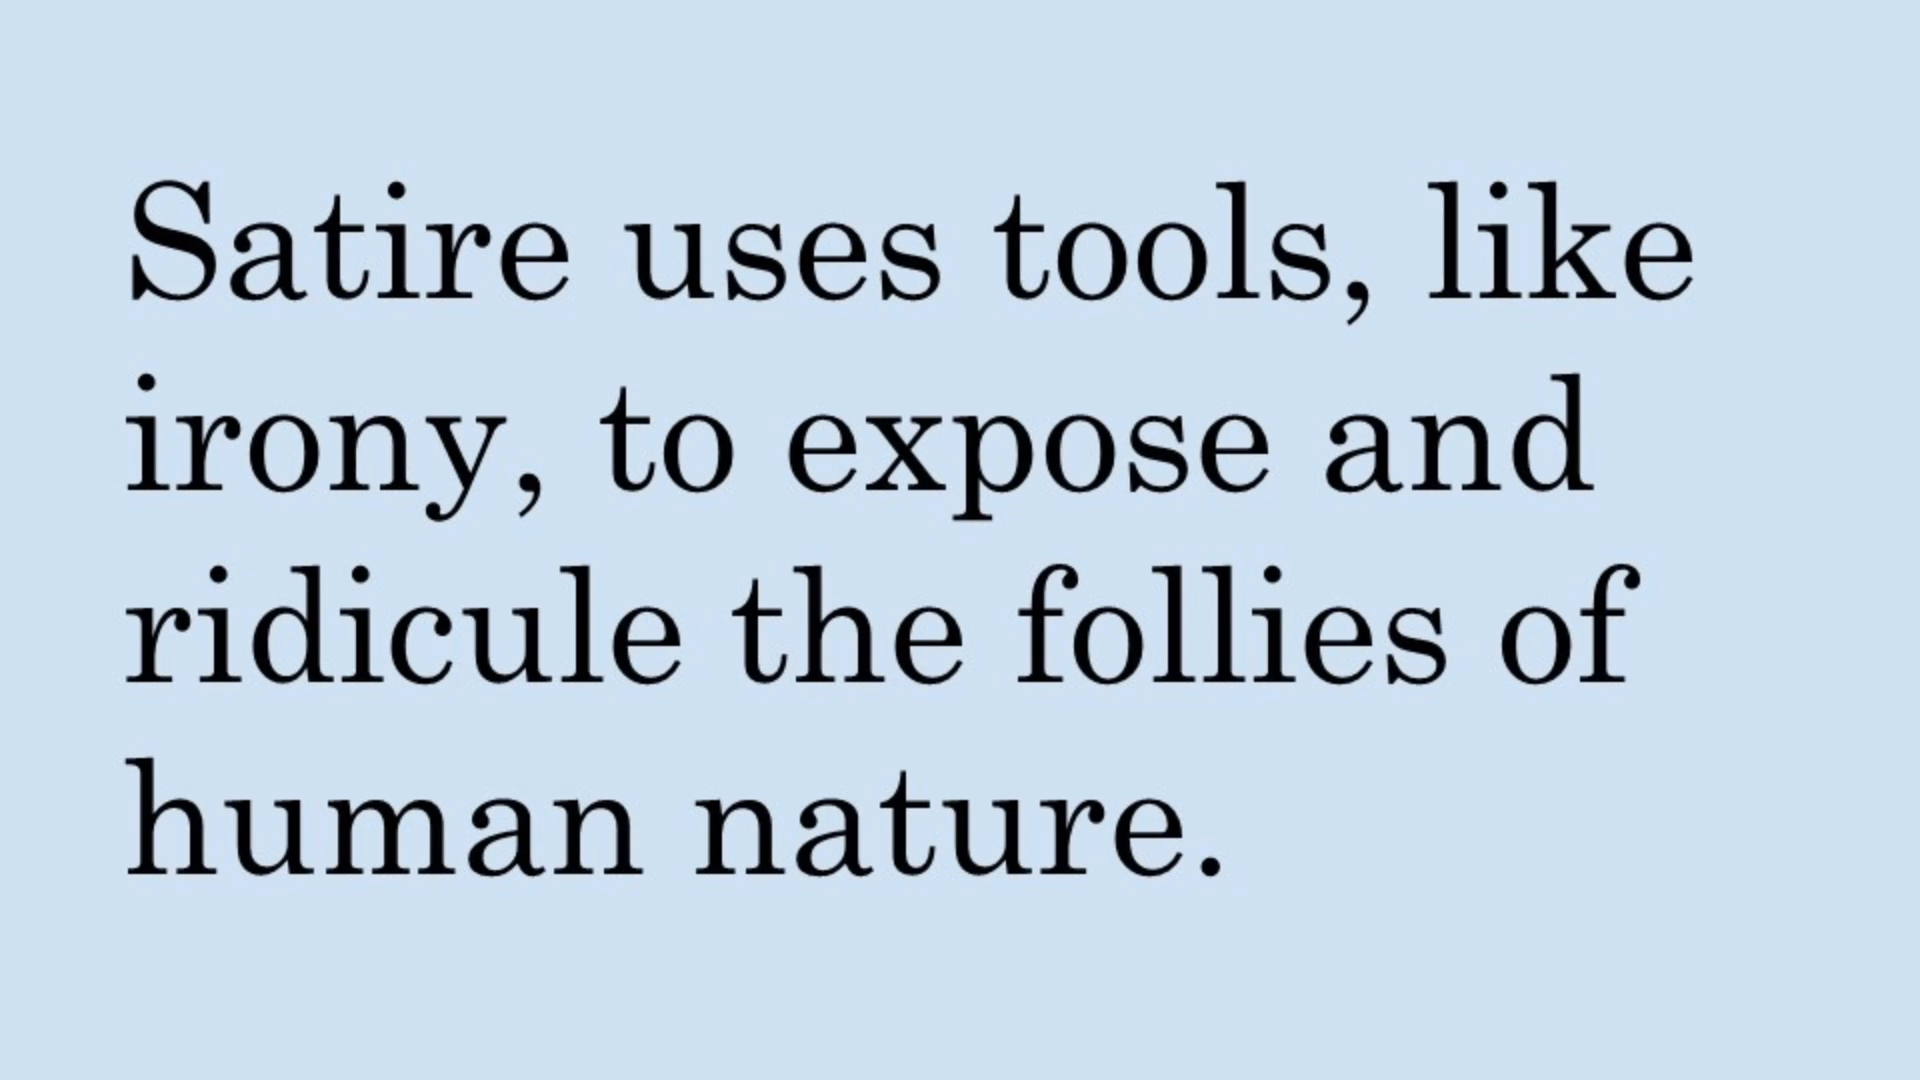 Satire uses tools, like
irony, to expose and
ridicule the follies of
human nature.